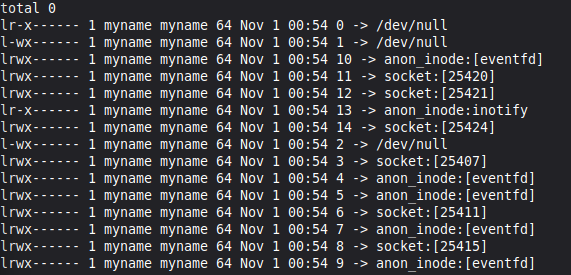 total 0
lr-x------ 1 myname myname 64 Nov 1 00:54 0 -> /dev/null
l-wx------ 1 myname myname 64 Nov 1 00:54 1 -> /dev/null
lrwx------ 1 myname myname 64 Nov 1 00:54 10 -> anon_inode:[eventfd]
lrwx------ 1 myname myname 64 Nov 1 00:54 11 -> socket:[25420]
lrwx------ 1 myname myname 64 Nov 1 00:54 12 -> socket:[25421]
lr-x------ 1 myname myname 64 Nov 1 00:54 13 -> anon_inode:inotify
lrwx------ 1 myname myname 64 Nov 1 00:54 14 -> socket:[25424]
l-wx------ 1 myname myname 64 Nov 1 00:54 2 -> /dev/null
lrwx------ 1 myname myname 64 Nov 1 00:54 3 -> socket:[25407]
lrwx------ 1 myname myname 64 Nov 1 00:54 4 -> anon_inode:[eventfd]
lrwx------ 1 myname myname 64 Nov 1 00:54 5 -> anon_inode:[eventfd]
lrwx------ 1 myname myname 64 Nov 1 00:54 6 -> socket:[25411]
lrwx------ 1 myname myname 64 Nov 1 00:54 7 -> anon_inode:[eventfd]
lrwx------ 1 myname myname 64 Nov 1 00:54 8 -> socket:[25415]
lrwx------ 1 myname myname 64 Nov 1 00:54 9 -> anon_inode:[eventfd]